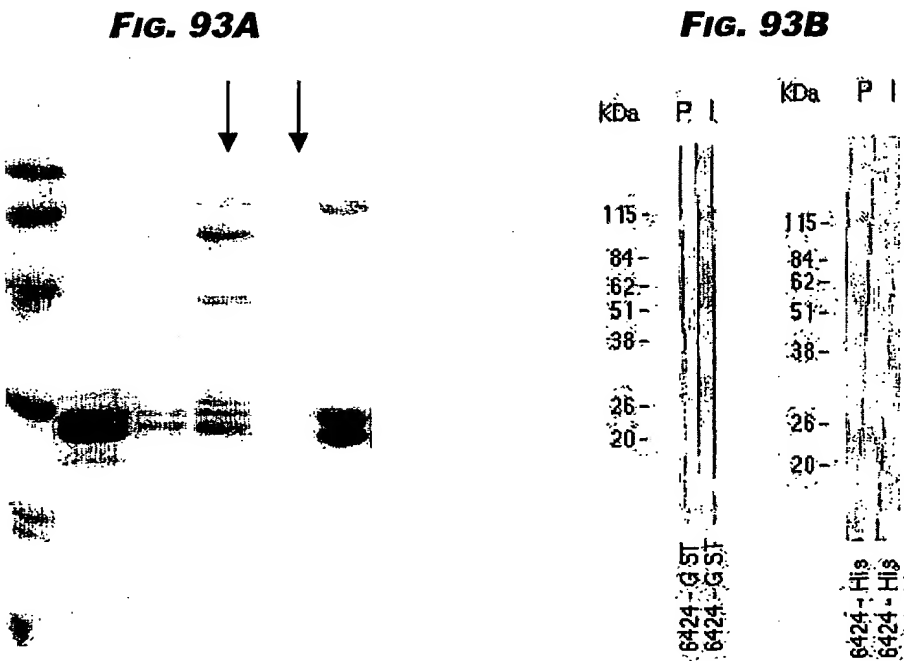 FIG. 93A
FIG. 93B
KDa P I
115-
84-
62-
51-
38-
26-
20-
6424-GST
6424-GST
KDa P I
115-
84-
62-
51-
38-
26-
20-
6424-His
6424-His